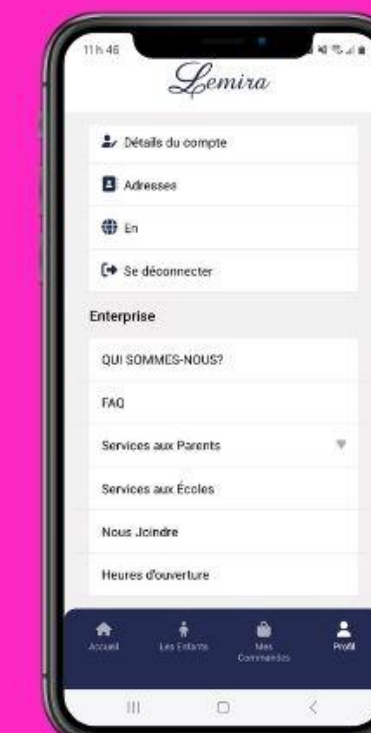 11 h 46
Lemira
Détails du compte
Adresses
En
Se déconnecter
Enterprise
QUI SOMMES-NOUS?
FAQ
Services aux Parents
Services aux Écoles
Nous Joindre
Heures d'ouverture
Accueil
Les Enfants
Mes
Commandes
Profil